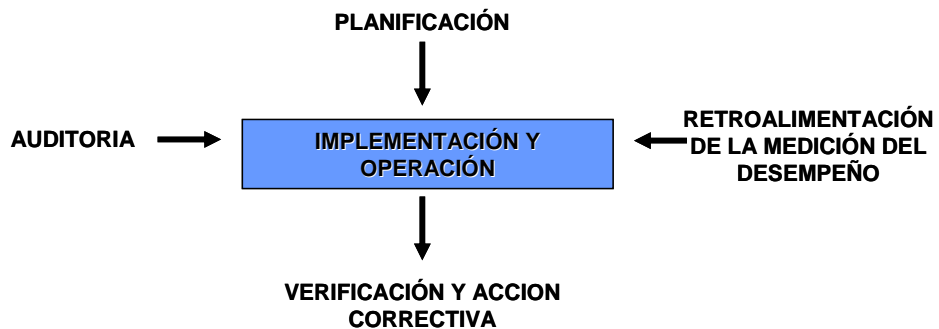 PLANIFICACIÓN
AUDITORIA
IMPLEMENTACIÓN Y
OPERACIÓN
RETROALIMENTACIÓN
DE LA MEDICIÓN DEL
DESEMPEÑO
VERIFICACIÓN Y ACCION
CORRECTIVA